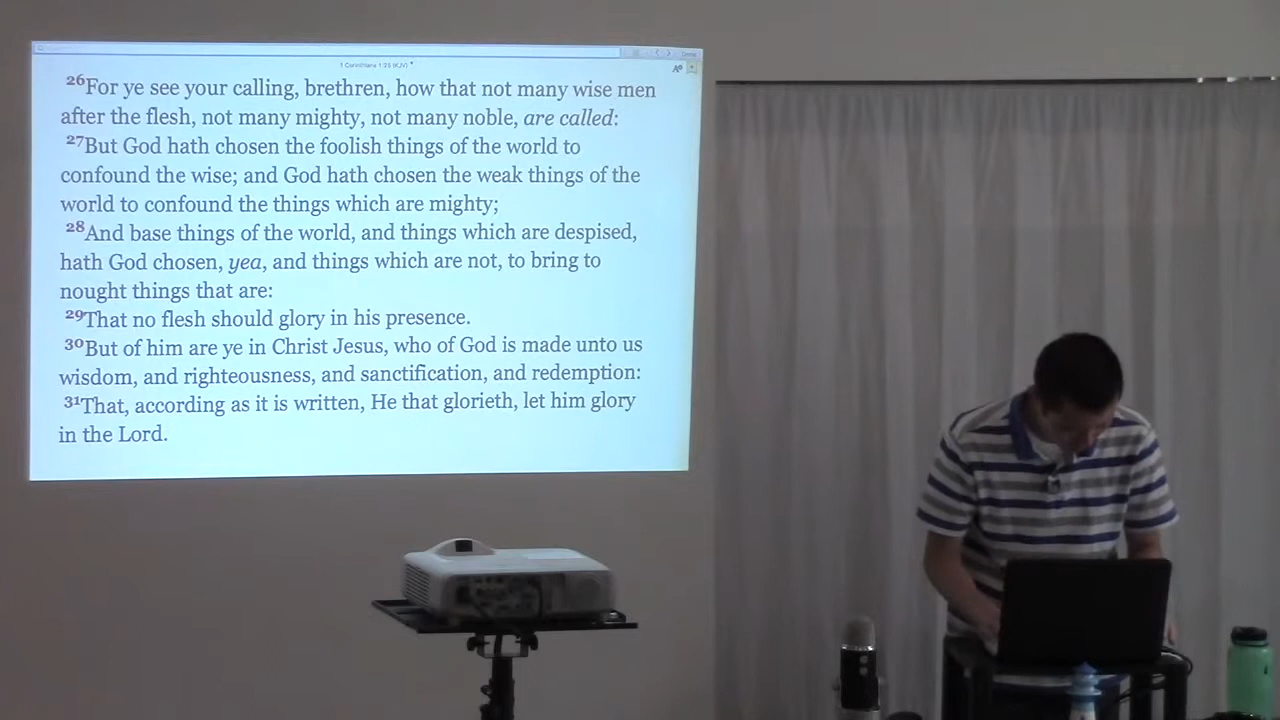 1 Corinthians 1:25 (KJV)
26For ye see your calling, brethren, how that not many wise men
after the flesh, not many mighty, not many noble, are called:
27But God hath chosen the foolish things of the world to
confound the wise; and God hath chosen the weak things of the
world to confound the things which are mighty;
28And base things of the world, and things which are despised,
hath God chosen, yea, and things which are not, to bring to
nought things that are:
29That no flesh should glory in his presence.
30But of him are ye in Christ Jesus, who of God is made unto us
wisdom, and righteousness, and sanctification, and redemption:
31That, according as it is written, He that glorieth, let him glory
in the Lord.